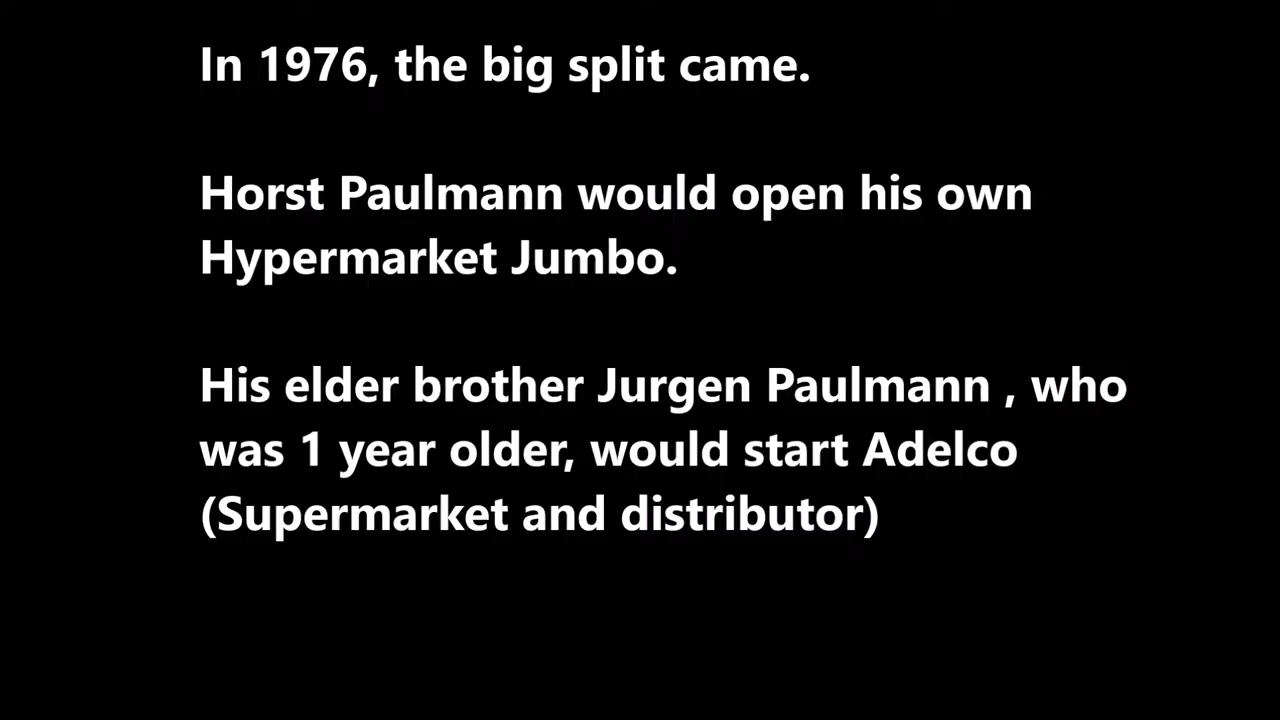 In 1976, the big split came.
Horst Paulmann would open his own
Hypermarket Jumbo.
His elder brother Jurgen Paulmann , who
was 1 year older, would start Adelco
(Supermarket and distributor)